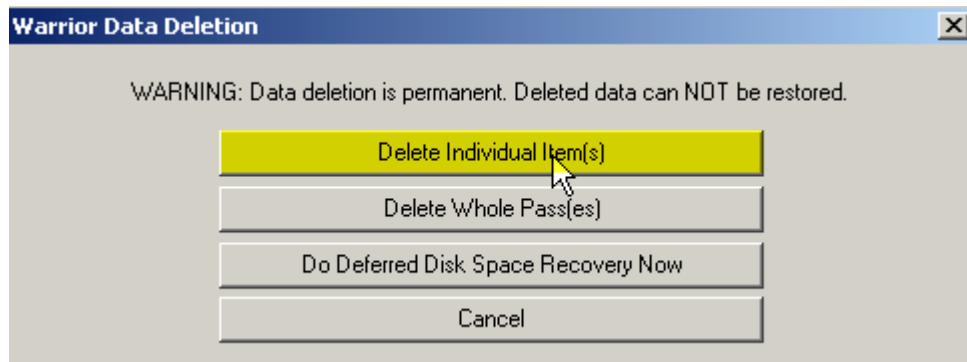 Warrior Data Deletion
WARNING: Data deletion is permanent. Deleted data can NOT be restored.
Delete Individual Item(s)
Delete Whole Pass(es)
Do Deferred Disk Space Recovery Now
Cancel